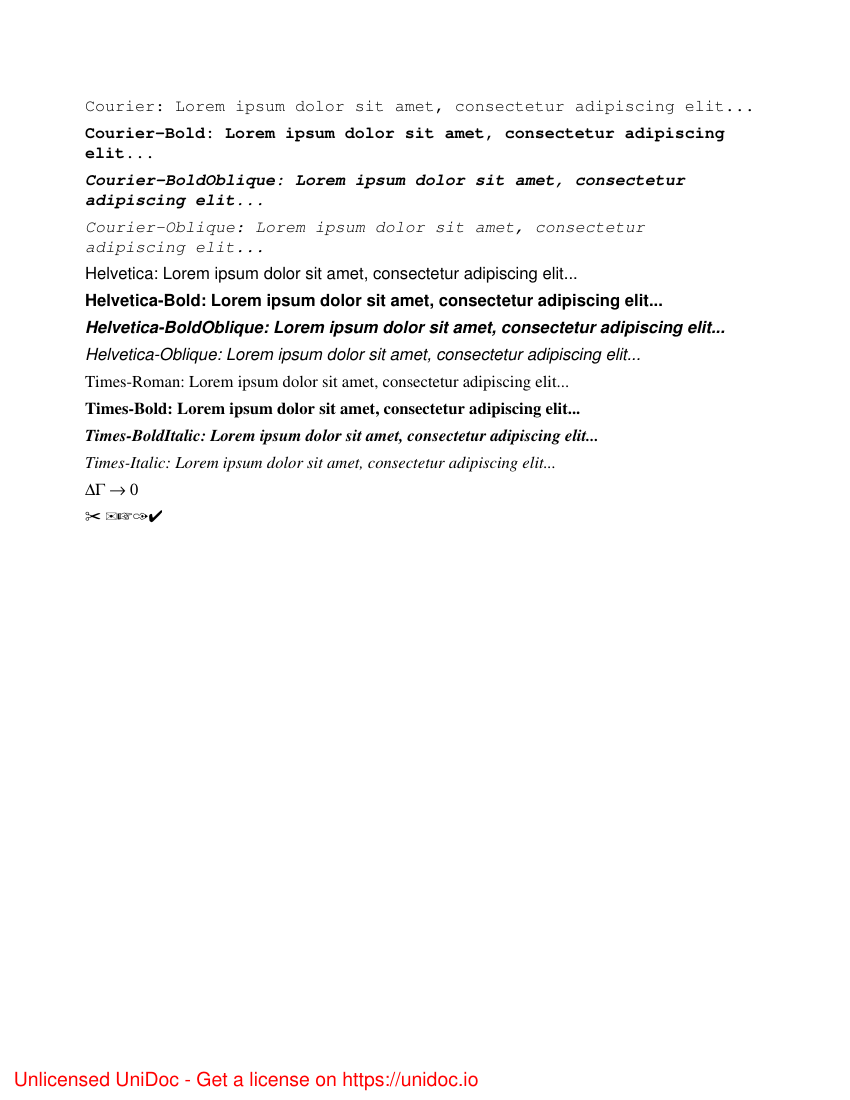 Courier: Lorem ipsum dolor sit amet, consectetur adipiscing elit...
Courier-Bold: Lorem ipsum dolor sit amet, consectetur adipiscing
elit...
Courier-BoldOblique: Lorem ipsum dolor sit amet, consectetur
adipiscing elit...
Courier-Oblique: Lorem ipsum dolor sit amet, consectetur
adipiscing elit...
Helvetica: Lorem ipsum dolor sit amet, consectetur adipiscing elit...
Helvetica-Bold: Lorem ipsum dolor sit amet, consectetur adipiscing elit...
Helvetica-BoldOblique: Lorem ipsum dolor sit amet, consectetur adipiscing elit...
Helvetica-Oblique: Lorem ipsum dolor sit amet, consectetur adipiscing elit...
Times-Roman: Lorem ipsum dolor sit amet, consectetur adipiscing elit...
Times-Bold: Lorem ipsum dolor sit amet, consectetur adipiscing elit...
Times-BoldItalic: Lorem ipsum dolor sit amet, consectetur adipiscing elit...
Times-Italic: Lorem ipsum dolor sit amet, consectetur adipiscing elit...
ΔΓ → 0
✂ ✉☞✑✔
Unlicensed UniDoc - Get a license on https://unidoc.io